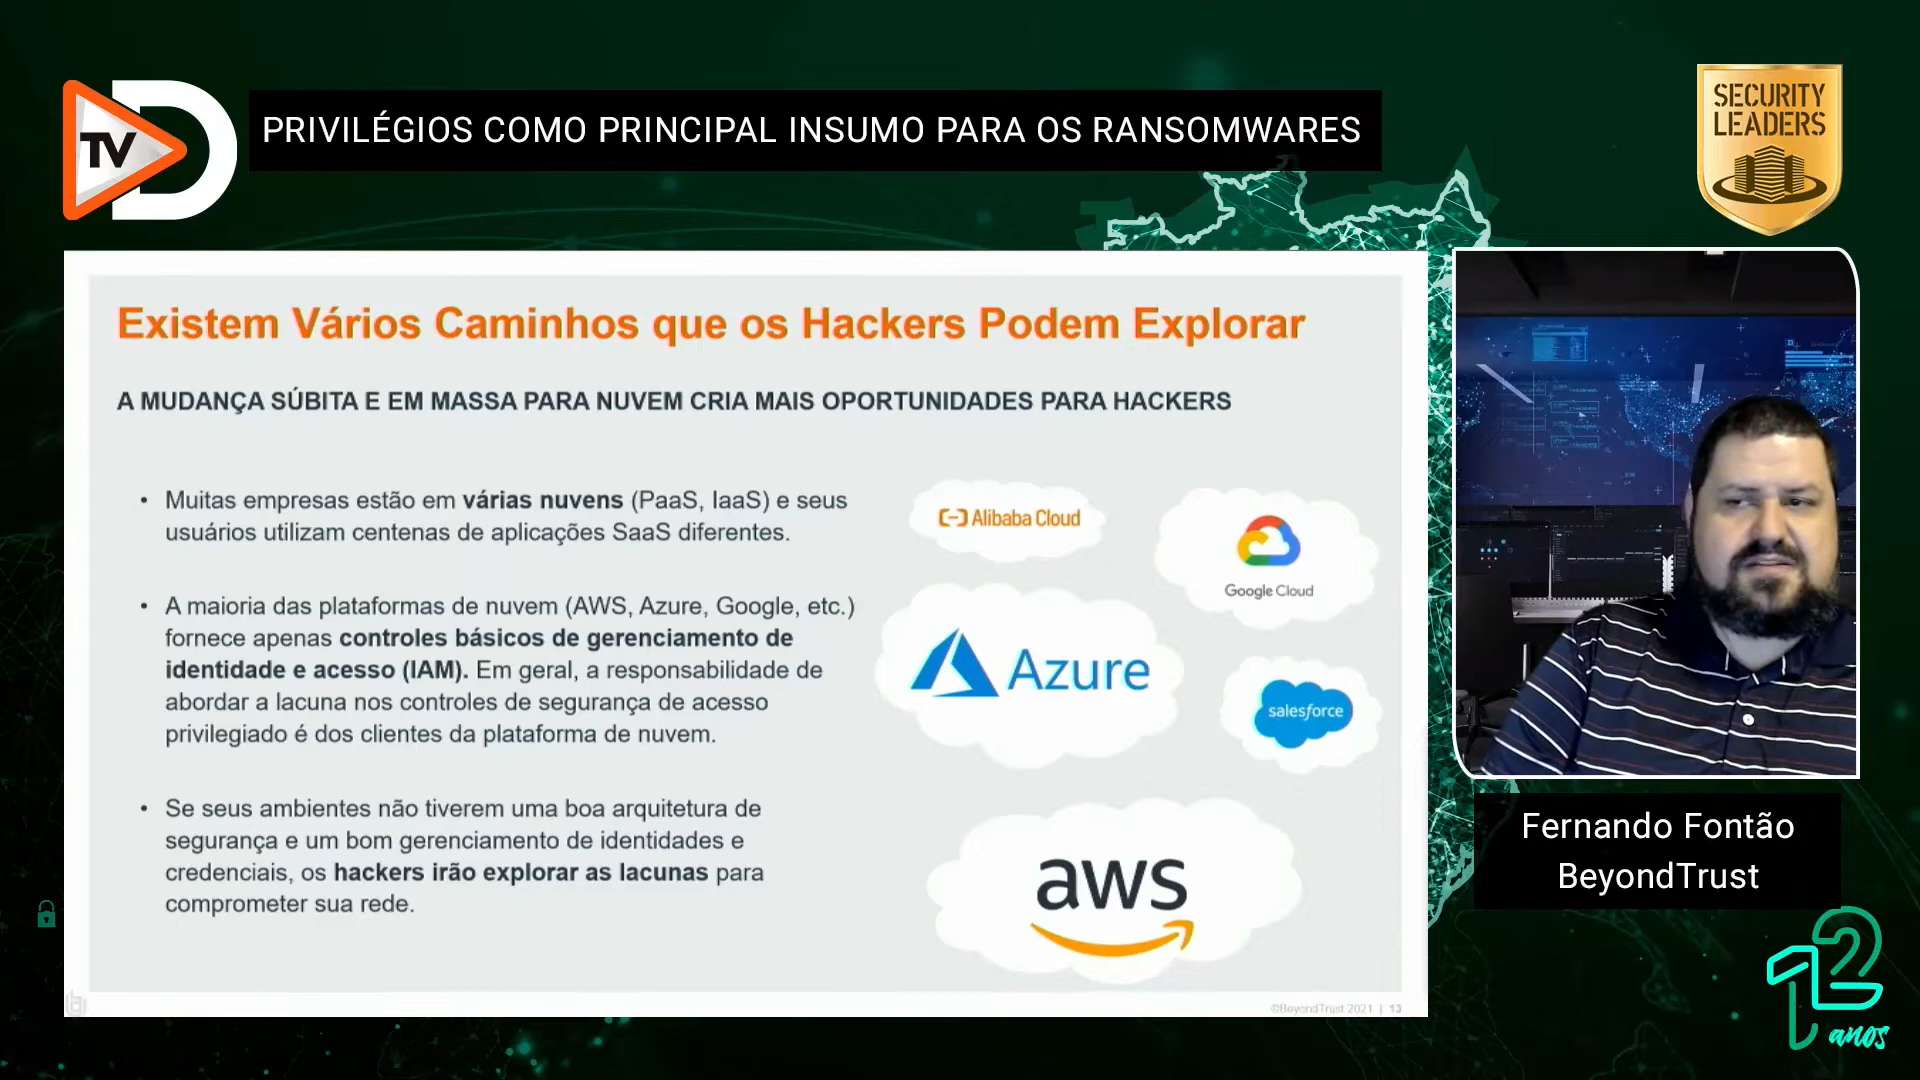 TV
PRIVILÉGIOS COMO PRINCIPAL INSUMO PARA OS RANSOMWARES
SECURITY
LEADERS
Existem Vários Caminhos que os Hackers Podem Explorar
A MUDANÇA SÚBITA E EM MASSA PARA NUVEM CRIA MAIS OPORTUNIDADES PARA HACKERS
• Muitas empresas estão em várias nuvens (PaaS, IaaS) e seus
usuários utilizam centenas de aplicações SaaS diferentes.
• A maioria das plataformas de nuvem (AWS, Azure, Google, etc.)
fornece apenas controles básicos de gerenciamento de
identidade e acesso (IAM). Em geral, a responsabilidade de
abordar a lacuna nos controles de segurança de acesso
privilegiado é dos clientes da plataforma de nuvem.
• Se seus ambientes não tiverem uma boa arquitetura de
segurança e um bom gerenciamento de identidades e
credenciais, os hackers irão explorar as lacunas para
comprometer sua rede.
Alibaba Cloud
Google Cloud
Azure
salesforce
aws
©BeyondTrust 2021 | 13
Fernando Fontão
BeyondTrust
12
anos